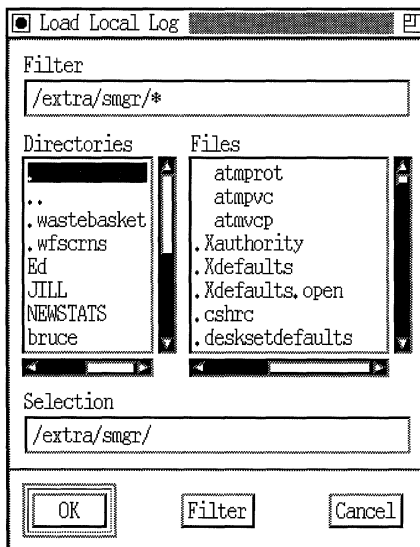 Load Local Log
Filter
/extra/smgr/*
Directories
.
..
.wastebasket
.wfscrns
Ed
JILL
NEWSTATS
bruce
Files
atmprot
atmpvc
atmvcp
.Xauthority
.Xdefaults
.Xdefaults.open
.cshrc
.desksetdefaults
Selection
/extra/smgr/
OK
Filter
Cancel